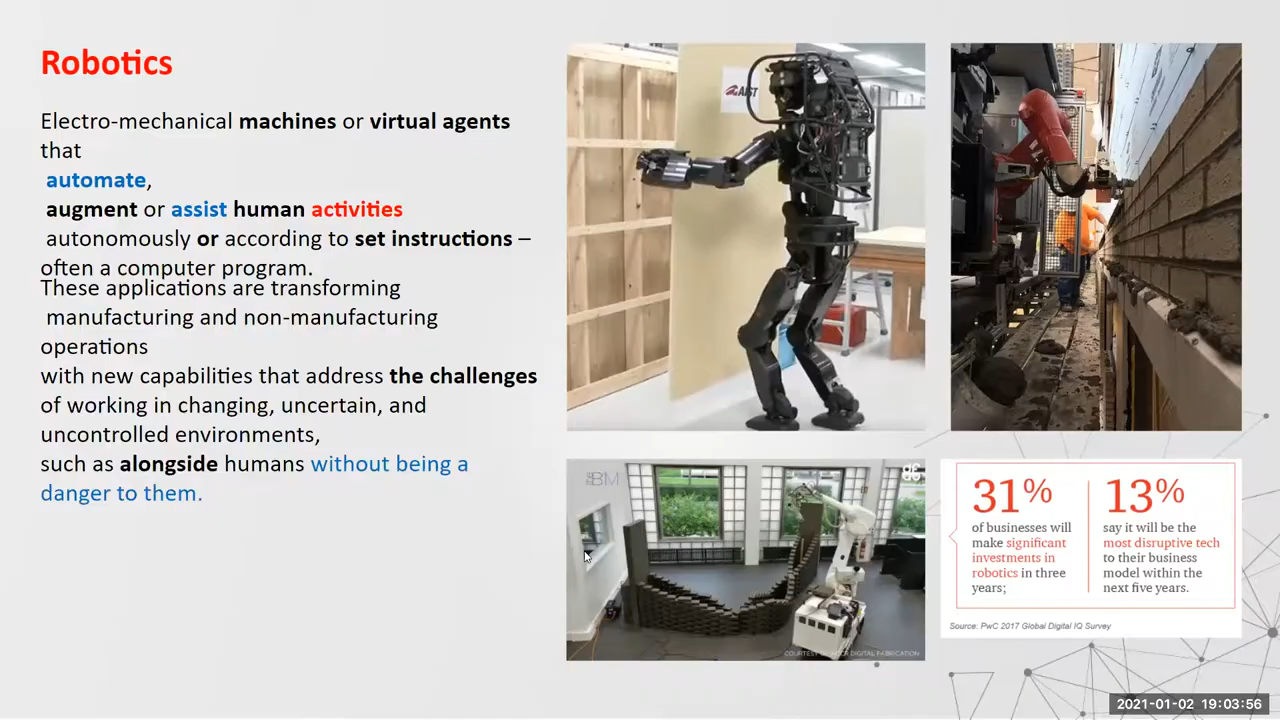 Robotics
Electro-mechanical machines or virtual agents
that
automate,
augment or assist human activities
autonomously or according to set instructions –
often a computer program.
These applications are transforming
manufacturing and non-manufacturing
operations
with new capabilities that address the challenges
of working in changing, uncertain, and
uncontrolled environments,
such as alongside humans without being a
danger to them.
AIST
31%
of businesses will
make significant
investments in
robotics in three
years;
13%
say it will be the
most disruptive tech
to their business
model within the
next five years.
Source: PwC 2017 Global Digital IQ Survey
2021-01-02 19:03:56